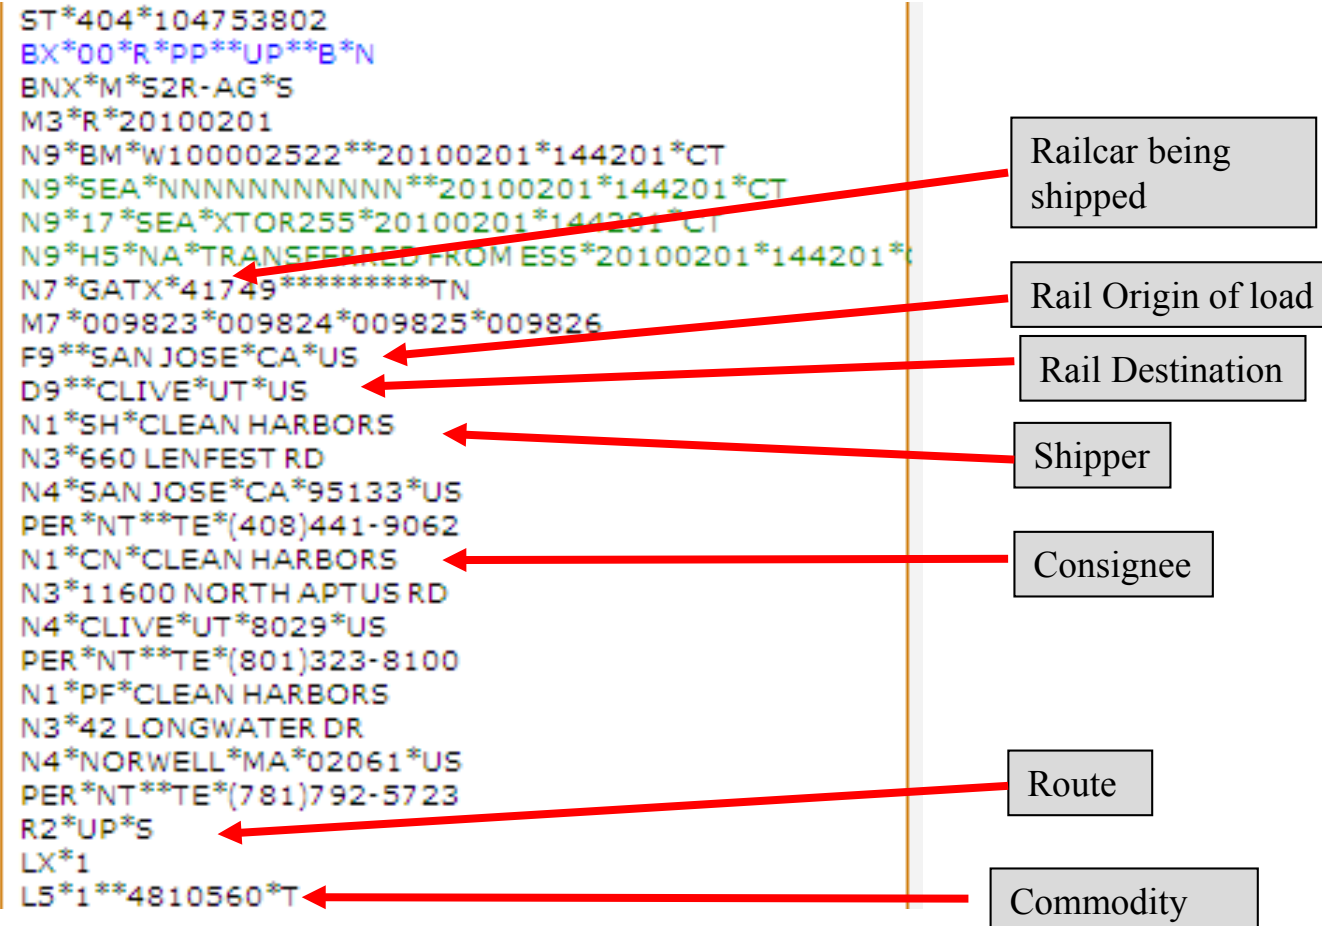 ST*404*104753802
BX*00*R*PP**UP**B*N
BNX*M*S2R-AG*S
M3*R*20100201
N9*BM*W100002522**20100201*144201*CT
N9*SEA*NNNNNNNNNNN**20100201*144201*CT
N9*17*SEA*XTOR255*20100201*144201*CT
N9*H5*NA*TRANSFERRED FROM ESS*20100201*144201*
N7*GATX*41749*********TN
M7*009823*009824*009825*009826
F9**SAN JOSE*CA*US
D9**CLIVE*UT*US
N1*SH*CLEAN HARBORS
N3*660 LENFEST RD
N4*SAN JOSE*CA*95133*US
PER*NT**TE*(408)441-9062
N1*CN*CLEAN HARBORS
N3*11600 NORTH APTUS RD
N4*CLIVE*UT*8029*US
PER*NT**TE*(801)323-8100
N1*PF*CLEAN HARBORS
N3*42 LONGWATER DR
N4*NORWELL*MA*02061*US
PER*NT**TE*(781)792-5723
R2*UP*S
LX*1
L5*1**4810560*T
Railcar being
shipped
Rail Origin of load
Rail Destination
Shipper
Consignee
Route
Commodity